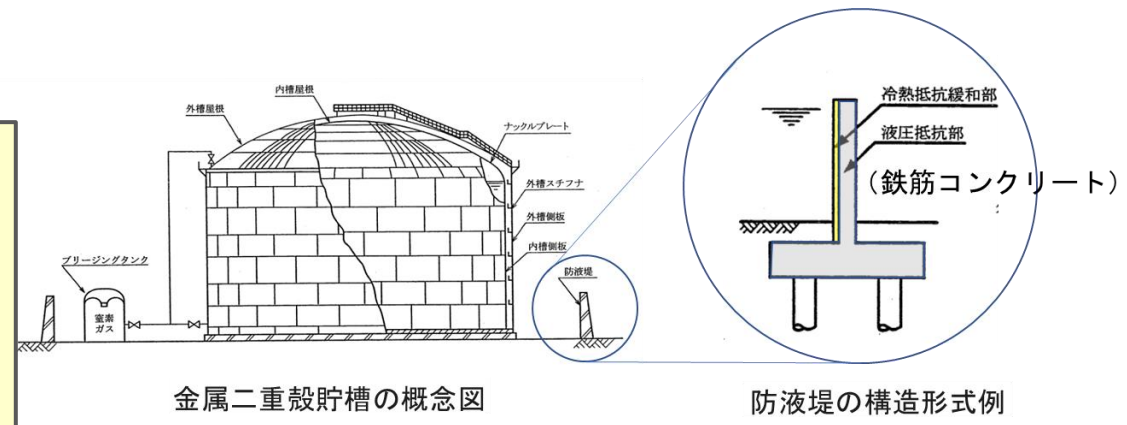 内槽屋根
外槽屋根
ナックルプレート
外槽スチフナ
外槽側板
内槽側板
ブリージングタンク
窒素
ガス
防液堤
冷熱抵抗緩和部
液圧抵抗部
(鉄筋コンクリート)
金属二重殻貯槽の概念図
防液堤の構造形式例